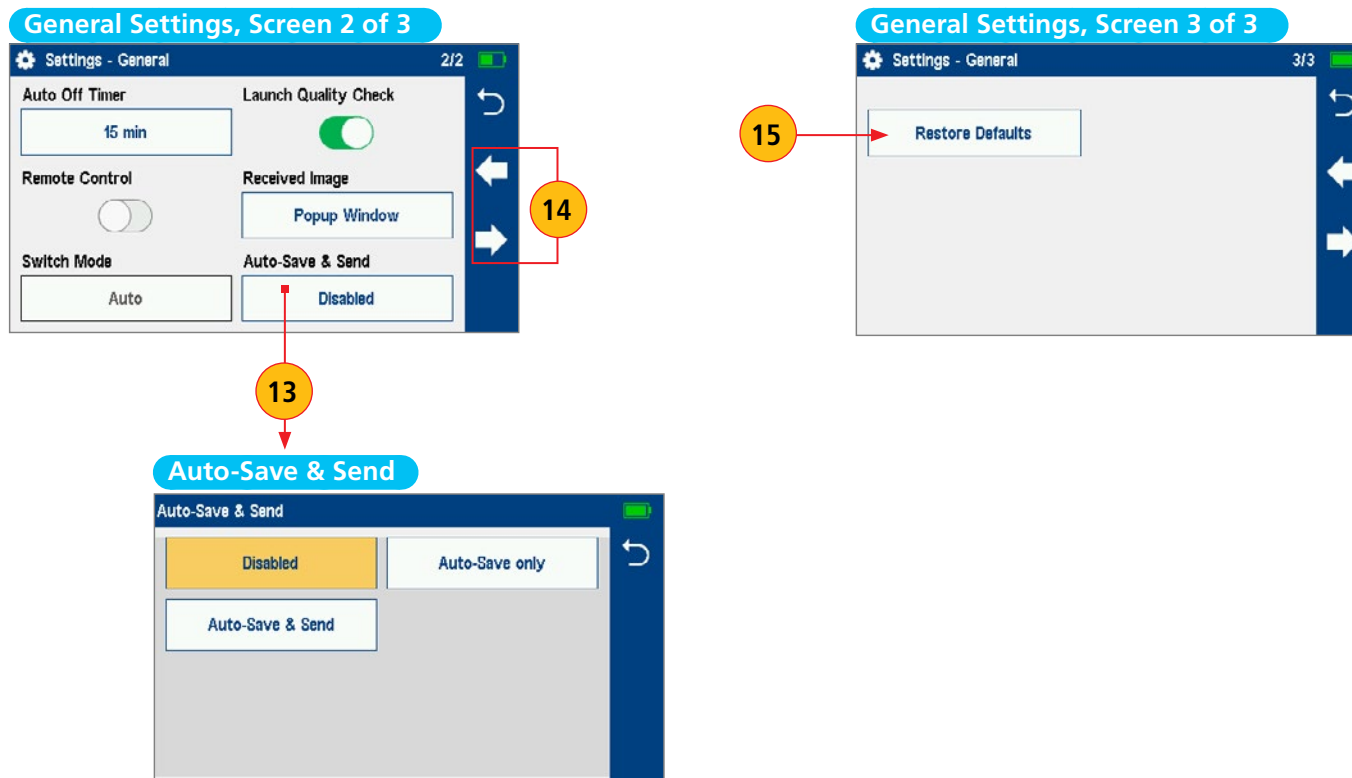 General Settings, Screen 2 of 3
Settings - General 2/2
Auto Off Timer Launch Quality Check
15 min
Remote Control Received Image
Popup Window
Switch Mode Auto-Save & Send
Auto Disabled
14
13
General Settings, Screen 3 of 3
Settings - General 3/3
15
Restore Defaults
Auto-Save & Send
Auto-Save & Send
Disabled Auto-Save only
Auto-Save & Send